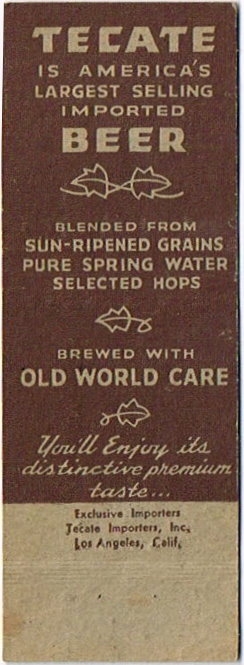 TECATE
IS AMERICA'S
LARGEST SELLING
IMPORTED
BEER
BLENDED FROM
SUN-RIPENED GRAINS
PURE SPRING WATER
SELECTED HOPS
BREWED WITH
OLD WORLD CARE
You'll Enjoy its
distinctive premium
taste...
Exclusive Importers
Tecate Importers, Inc.
Los Angeles, Calif.